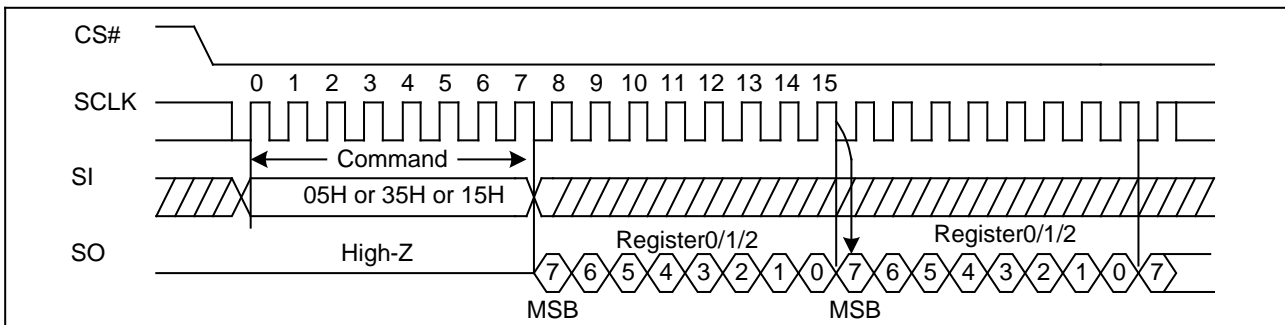 CS#
0 1 2 3 4 5 6 7 8 9 10 11 12 13 14 15
SCLK
Command
SI
05H or 35H or 15H
Register0/1/2 Register0/1/2
SO High-Z
7 6 5 4 3 2 1 0 7 6 5 4 3 2 1 0 7
MSB MSB